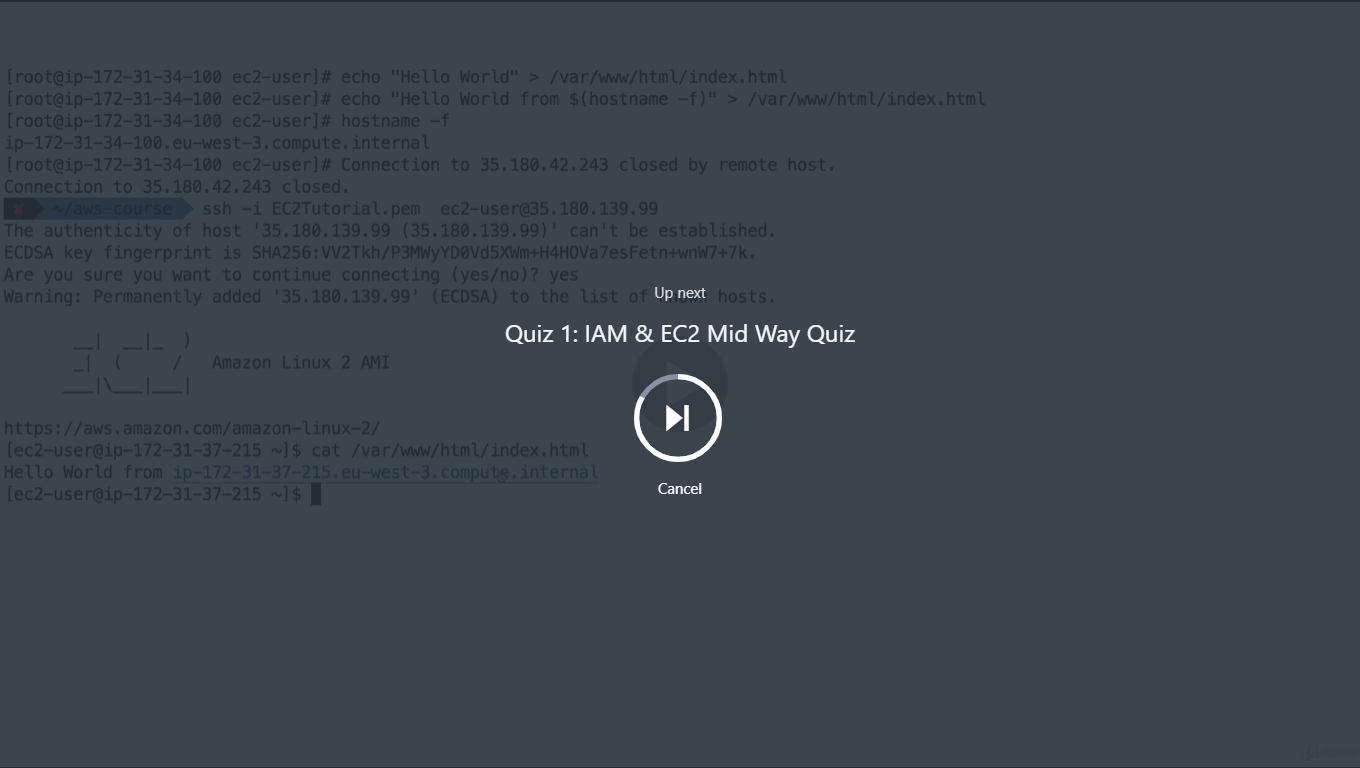 [root@ip-172-31-34-100 ec2-user]# echo "Hello World" > /var/www/html/index.html
[root@ip-172-31-34-100 ec2-user]# echo "Hello World from $(hostname -f)" > /var/www/html/index.html
[root@ip-172-31-34-100 ec2-user]# hostname -f
ip-172-31-34-100.eu-west-3.compute.internal
[root@ip-172-31-34-100 ec2-user]# Connection to 35.180.42.243 closed by remote host.
Connection to 35.180.42.243 closed.
~/aws-course ssh -i EC2Tutorial.pem  ec2-user@35.180.139.99
The authenticity of host '35.180.139.99 (35.180.139.99)' can't be established.
ECDSA key fingerprint is SHA256:VV2Tkh/P3MWyYD0Vd5XWm+H4HOVa7esFetn+wnW7+7k.
Are you sure you want to continue connecting (yes/no)? yes
Warning: Permanently added '35.180.139.99' (ECDSA) to the list of known hosts.
Up next
Quiz 1: IAM & EC2 Mid Way Quiz
Cancel
       __|  __|_  )
       _|  (     /   Amazon Linux 2 AMI
      ___|\___|___|
https://aws.amazon.com/amazon-linux-2/
[ec2-user@ip-172-31-37-215 ~]$ cat /var/www/html/index.html
Hello World from ip-172-31-37-215.eu-west-3.compute.internal
[ec2-user@ip-172-31-37-215 ~]$